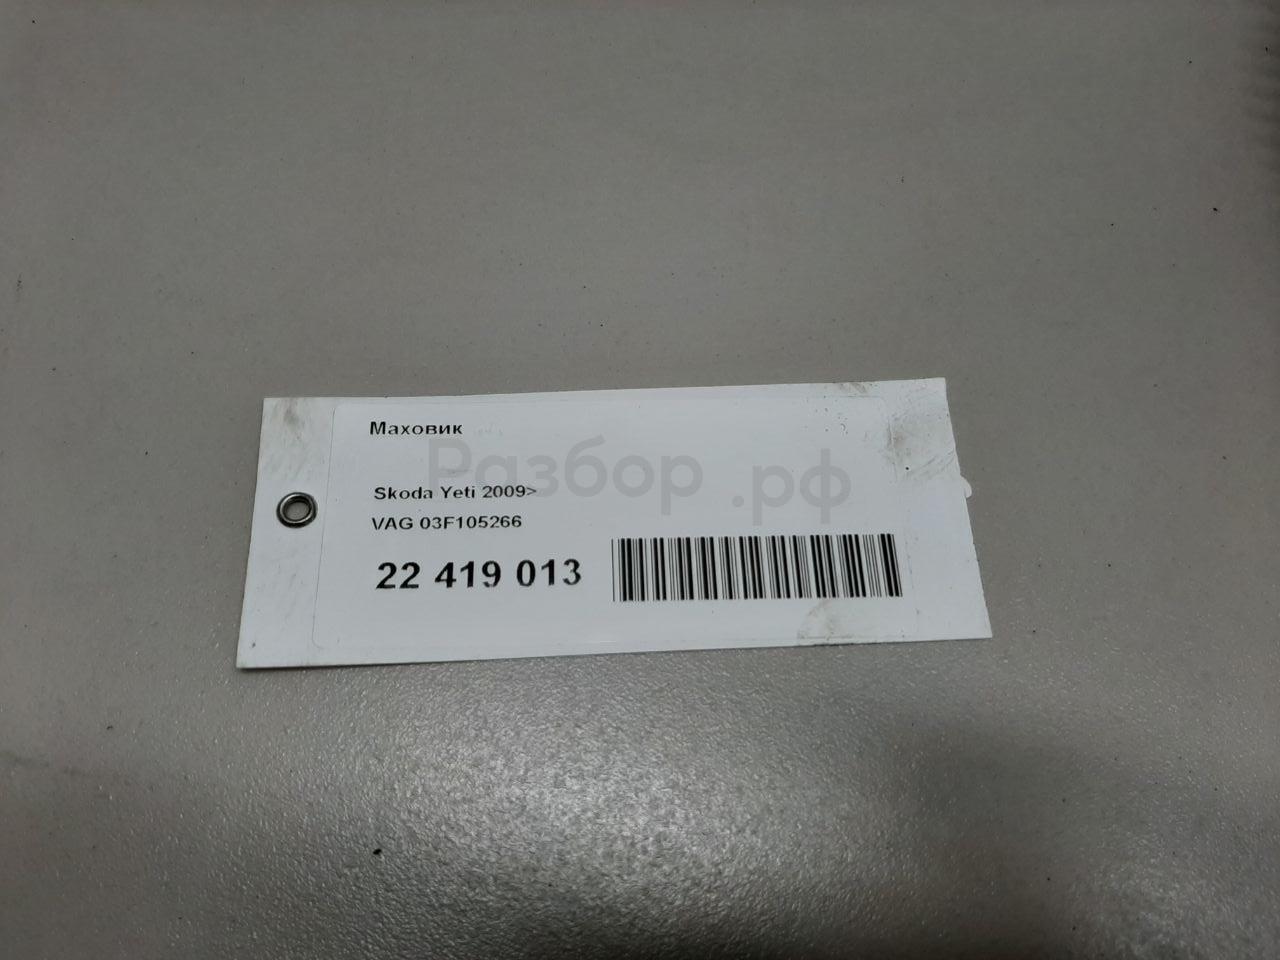 Маховик
Разбор.рф
Skoda Yeti 2009>
VAG 03F105266
22 419 013